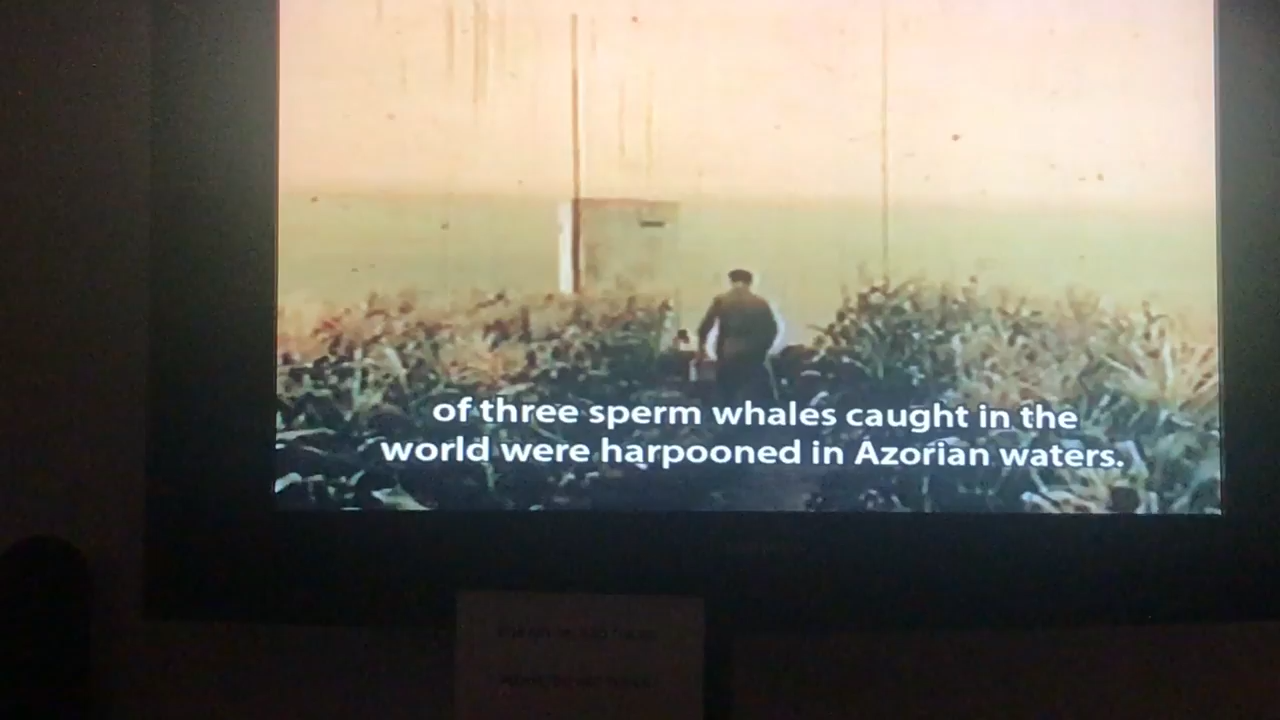 of three sperm whales caught in the
world were harpooned in Azorian waters.